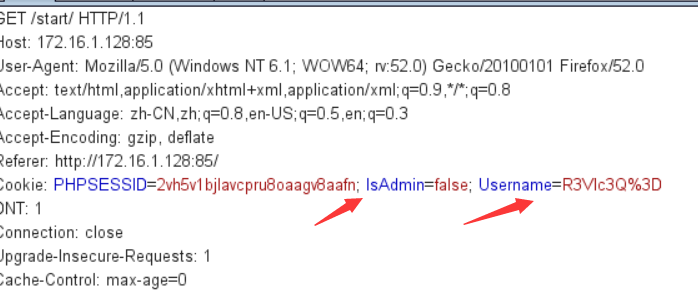 GET /start/ HTTP/1.1
Host: 172.16.1.128:85
User-Agent: Mozilla/5.0 (Windows NT 6.1; WOW64; rv:52.0) Gecko/20100101 Firefox/52.0
Accept: text/html,application/xhtml+xml,application/xml;q=0.9,*/*;q=0.8
Accept-Language: zh-CN,zh;q=0.8,en-US;q=0.5,en;q=0.3
Accept-Encoding: gzip, deflate
Referer: http://172.16.1.128:85/
Cookie: PHPSESSID=2vh5v1bjlavcpru8oaagv8aafn; IsAdmin=false; Username=R3Vlc3Q%3D
DNT: 1
Connection: close
Upgrade-Insecure-Requests: 1
Cache-Control: max-age=0